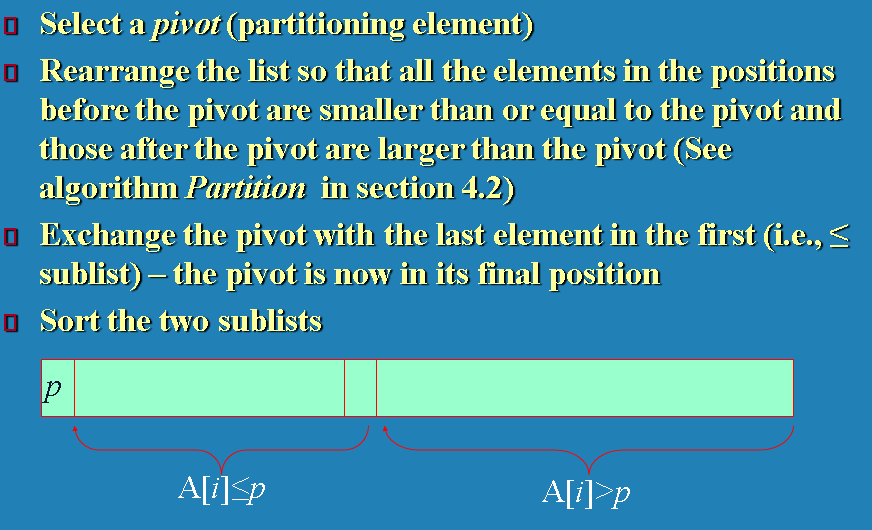 Select a pivot (partitioning element)
Rearrange the list so that all the elements in the positions
before the pivot are smaller than or equal to the pivot and
those after the pivot are larger than the pivot (See
algorithm Partition in section 4.2)
Exchange the pivot with the last element in the first (i.e., ≤
sublist) – the pivot is now in its final position
Sort the two sublists
p
A[i]≤p
A[i]>p